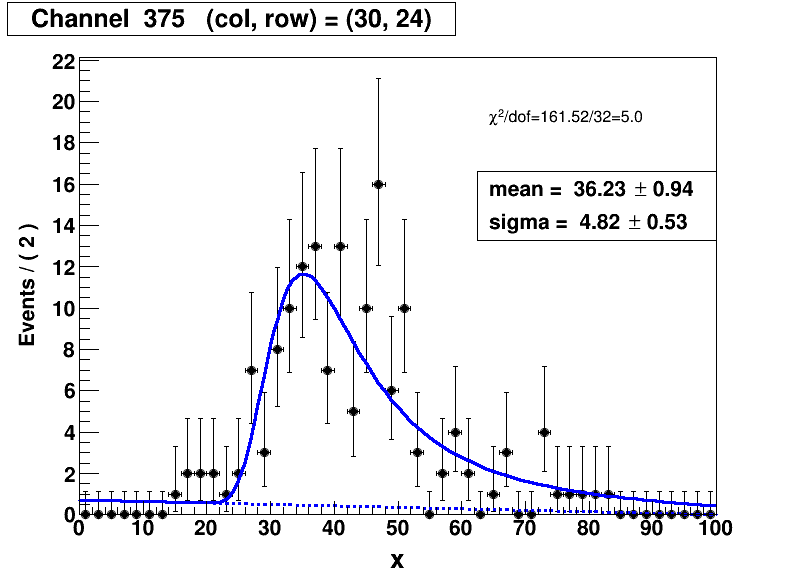 Channel 375 (col, row) = (30, 24)
χ²/dof=161.52/32=5.0
mean = 36.23 ± 0.94
sigma = 4.82 ± 0.53
Events / ( 2 )
22
20
18
16
14
12
10
8
6
4
2
0
0 10 20 30 40 50 60 70 80 90 100
x